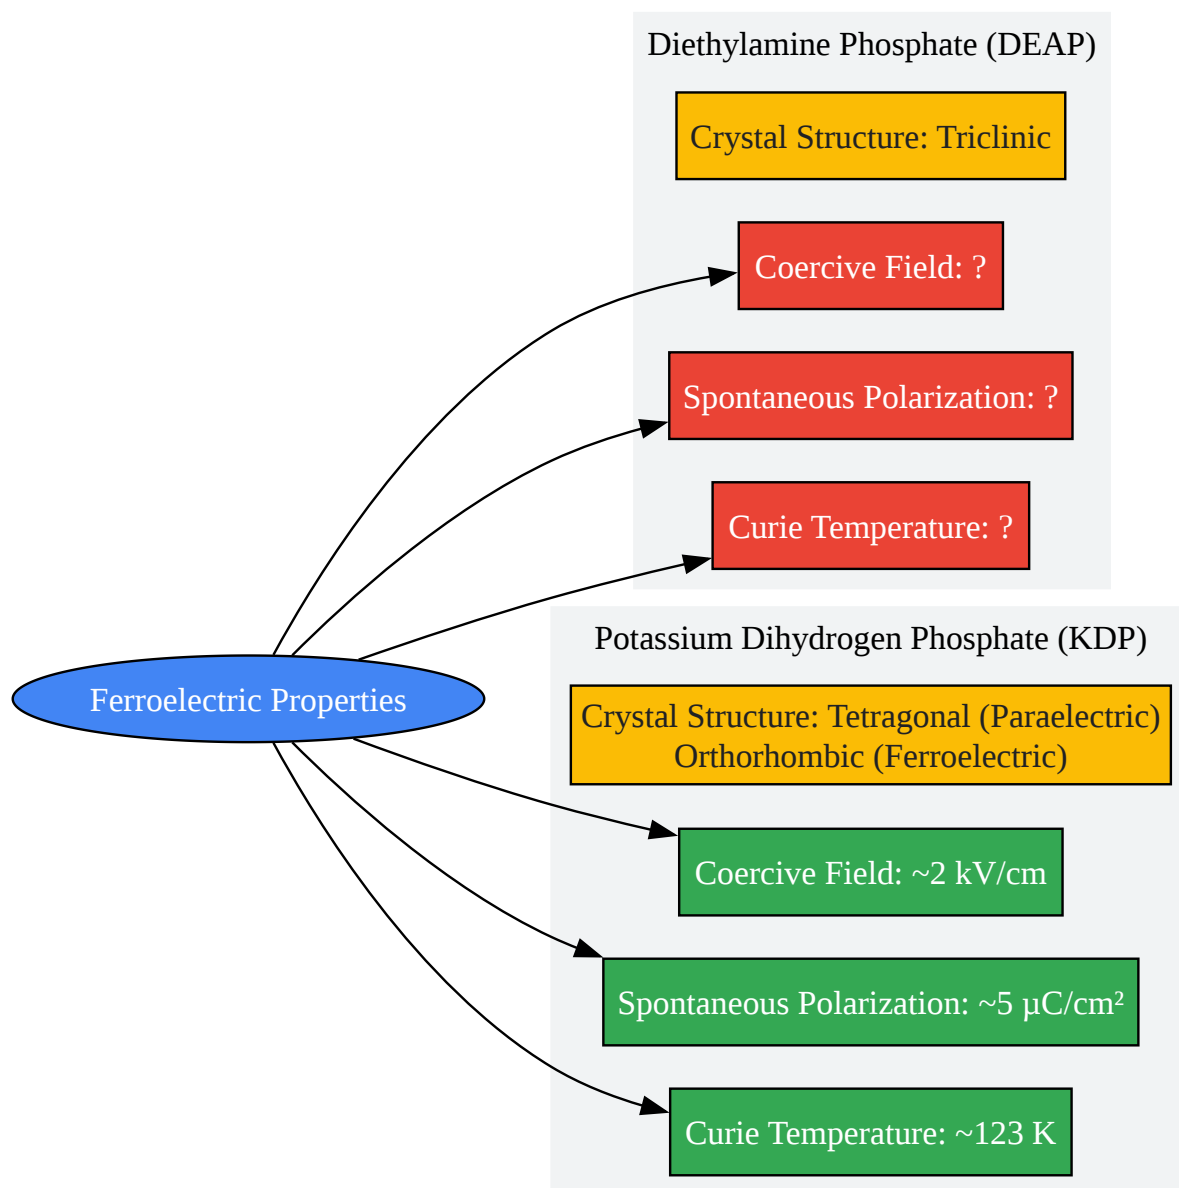 Diethylamine Phosphate (DEAP)
Crystal Structure: Triclinic
Coercive Field: ?
Spontaneous Polarization: ?
Curie Temperature: ?
Ferroelectric Properties
Potassium Dihydrogen Phosphate (KDP)
Crystal Structure: Tetragonal (Paraelectric)
Orthorhombic (Ferroelectric)
Coercive Field: ~2 kV/cm
Spontaneous Polarization: ~5 µC/cm²
Curie Temperature: ~123 K